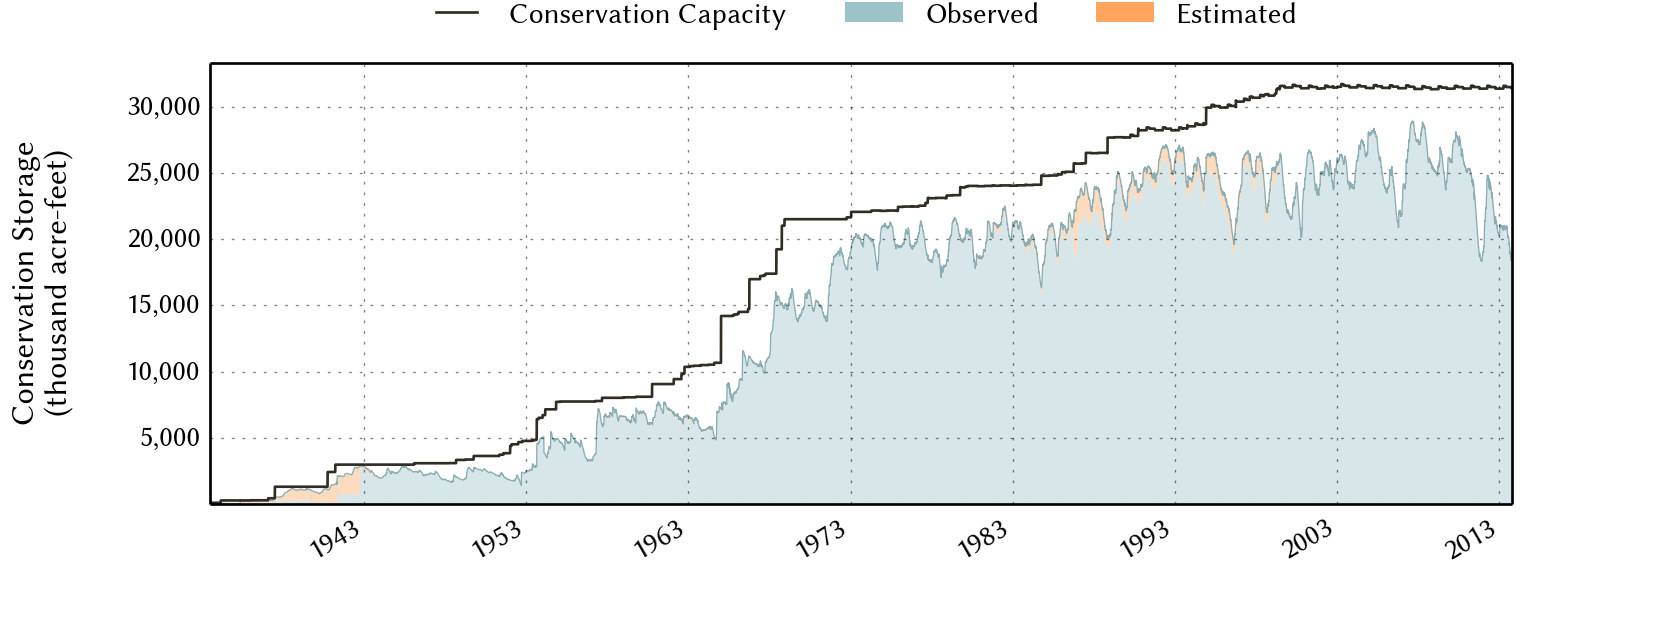 Conservation Capacity Observed Estimated
Conservation Storage
(thousand acre-feet)
30,000
25,000
20,000
15,000
10,000
5,000
1943 1953 1963 1973 1983 1993 2003 2013